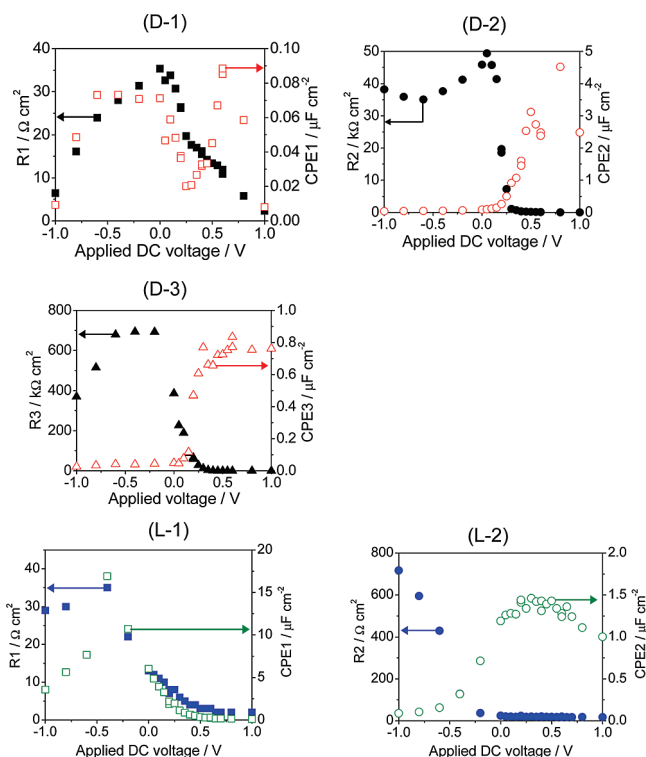 (D-1)
40
30
20
10
0
R1 / Ω cm²
0.10
0.08
0.06
0.04
0.02
0.00
CPE1 / µF cm⁻²
-1.0 -0.5 0.0 0.5 1.0
Applied DC voltage / V
(D-2)
50
40
30
20
10
0
R2 / kΩ cm²
5
4
3
2
1
0
CPE2 / µF cm⁻²
-1.0 -0.5 0.0 0.5 1.0
Applied DC voltage / V
(D-3)
800
600
400
200
0
R3 / kΩ cm²
1.0
0.8
0.6
0.4
0.2
0.0
CPE3 / µF cm⁻²
-1.0 -0.5 0.0 0.5 1.0
Applied voltage / V
(L-1)
40
30
20
10
0
R1 / Ω cm²
20
15
10
5
0
CPE1 / µF cm⁻²
-1.0 -0.5 0.0 0.5 1.0
Applied DC voltage / V
(L-2)
800
600
400
200
0
R2 / Ω cm²
2.0
1.5
1.0
0.5
0.0
CPE2 / µF cm⁻²
-1.0 -0.5 0.0 0.5 1.0
Applied DC voltage / V